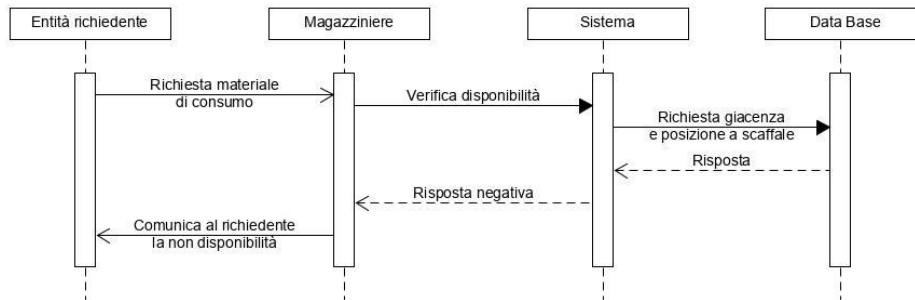 Entità richiedente
Magazziniere
Sistema
Data Base
Richiesta materiale
di consumo
Verifica disponibilità
Richiesta giacenza
e posizione a scaffale
Risposta
Risposta negativa
Comunica al richiedente
la non disponibilità